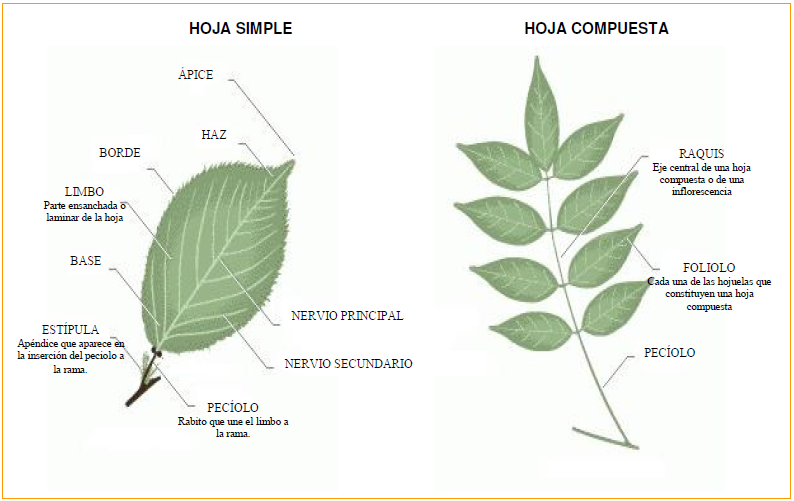 HOJA SIMPLE
ÁPICE
HAZ
BORDE
LIMBO
Parte ensanchada o
laminar de la hoja
BASE
ESTÍPULA
Apéndice que aparece en
la inserción del peciolo a
la rama.
NERVIO PRINCIPAL
NERVIO SECUNDARIO
PECÍOLO
Rabito que une el limbo a
la rama.
HOJA COMPUESTA
RAQUIS
Eje central de una hoja
compuesta o de una
inflorescencia
FOLIOLO
Cada una de las hojuelas que
constituyen una hoja
compuesta
PECÍOLO